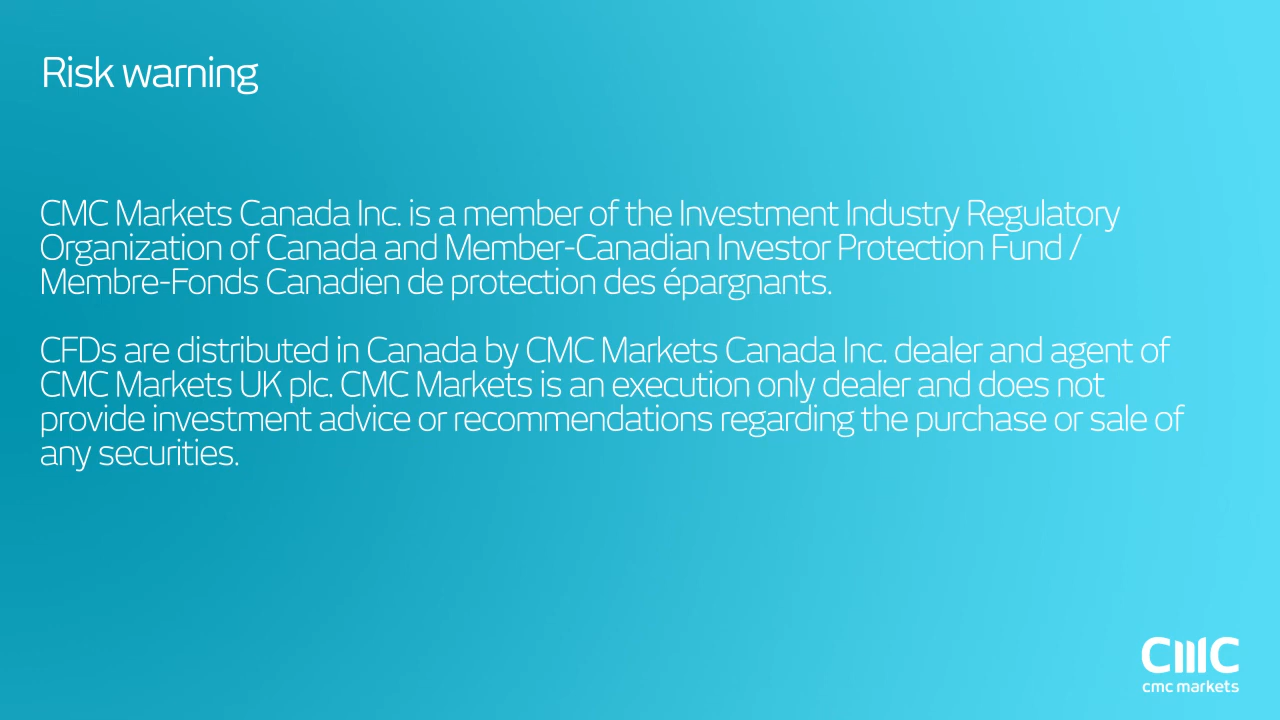 Risk warning
CMC Markets Canada Inc. is a member of the Investment Industry Regulatory
Organization of Canada and Member-Canadian Investor Protection Fund /
Membre-Fonds Canadien de protection des épargnants.
CFDs are distributed in Canada by CMC Markets Canada Inc. dealer and agent of
CMC Markets UK plc. CMC Markets is an execution only dealer and does not
provide investment advice or recommendations regarding the purchase or sale of
any securities.
CMC
cmc markets